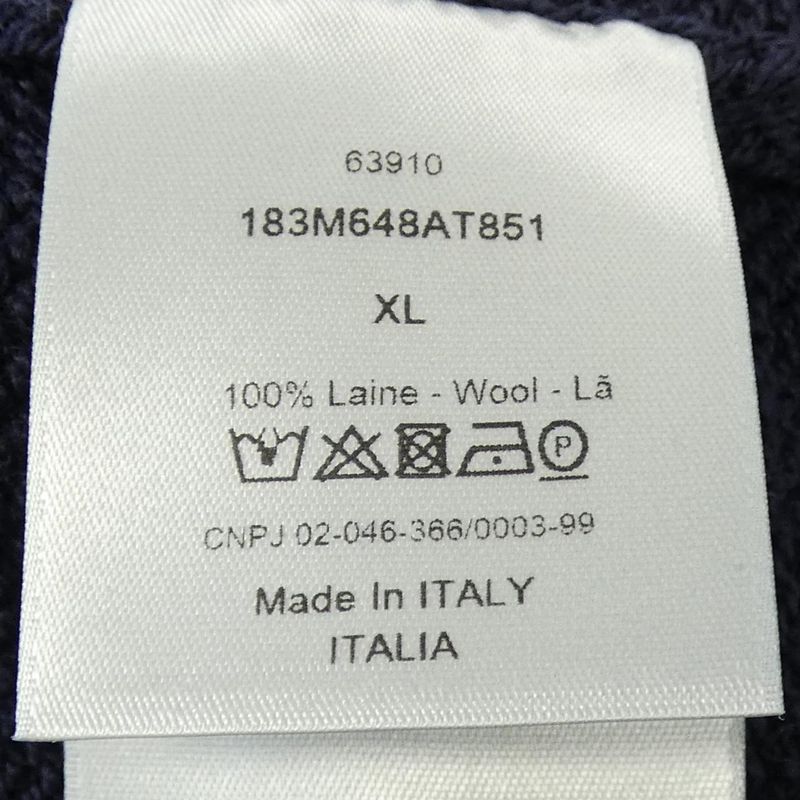 63910
183M648AT851
XL
100% Laine - Wool - Lã
P
CNPJ 02-046-366/0003-99
Made In ITALY
ITALIA